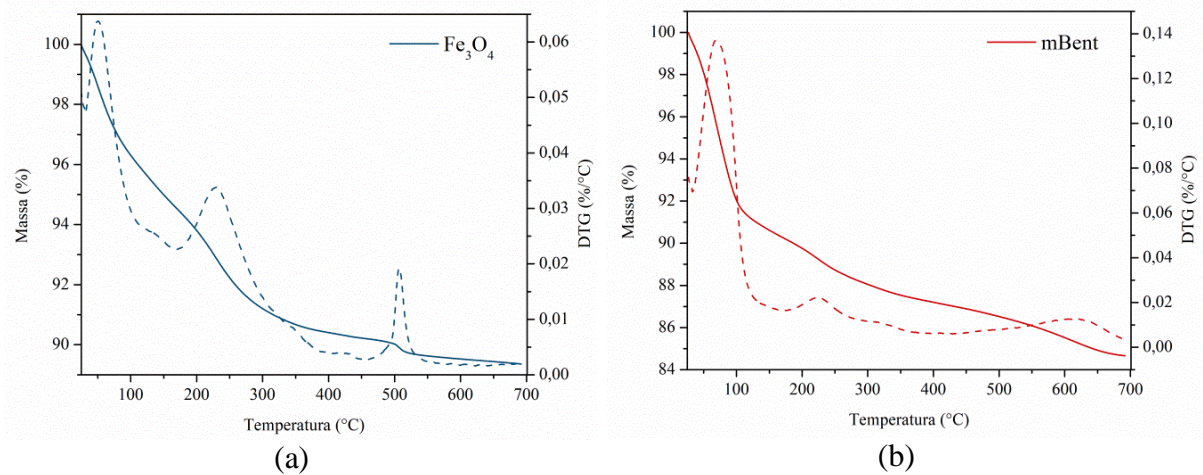 Fe₃O₄
Massa (%)
100
98
96
94
92
90
0,06
0,05
0,04
0,03
0,02
0,01
0,00
DTG (%/°C)
100 200 300 400 500 600 700
Temperatura (°C)
(a)
mBent
Massa (%)
100
98
96
94
92
90
88
86
84
0,14
0,12
0,10
0,08
0,06
0,04
0,02
0,00
DTG (%/°C)
100 200 300 400 500 600 700
Temperatura (°C)
(b)